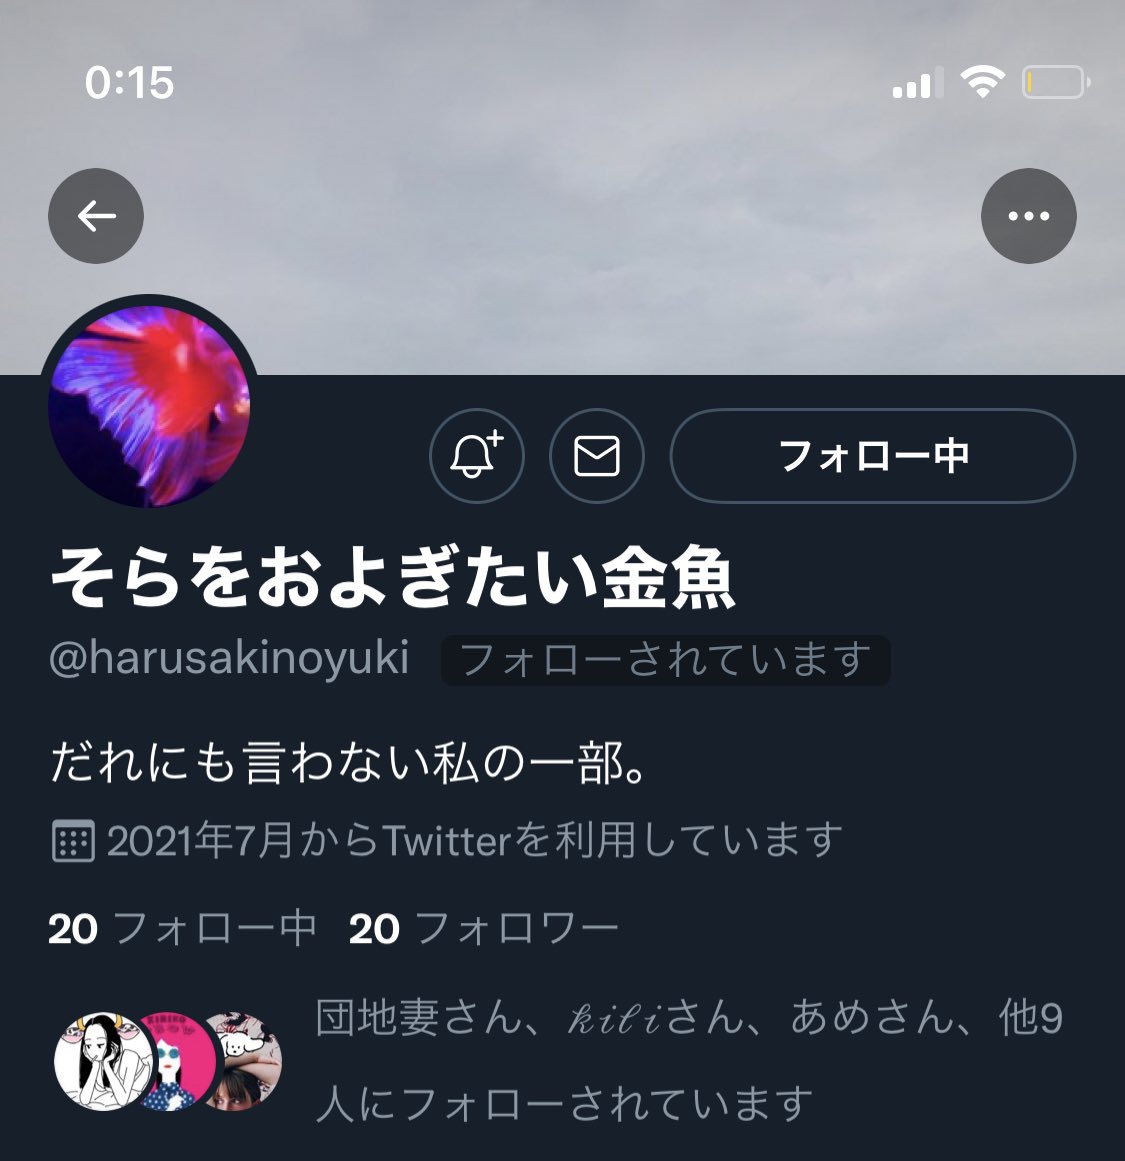 0:15
フォロー中
そらをおよぎたい金魚
@harusakinoyuki フォローされています
だれにも言わない私の一部。
2021年7月からTwitterを利用しています
20 フォロー中 20 フォロワー
団地妻さん、𝓀𝒾𝓁𝒾さん、あめさん、他9
人にフォローされています